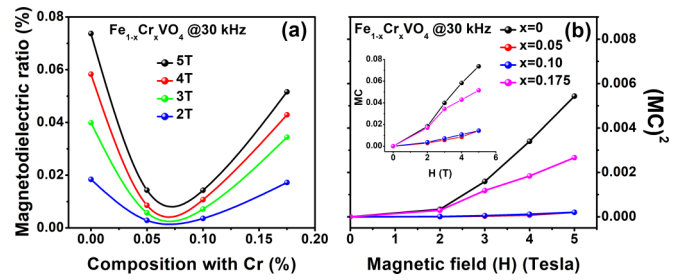 Fe1-xCrxVO4 @30 kHz (a)
5T
4T
3T
2T
Magnetodielectric ratio (%)
0.08
0.06
0.04
0.02
0.00
0.00 0.05 0.10 0.15 0.20
Composition with Cr (%)
Fe1-xCrxVO4 @30 kHz
x=0
x=0.05
x=0.10
x=0.175
MC
0.08
0.06
0.04
0.02
0.00
0 2 4 6
H (T)
(b)
0.008
0.006
0.004
0.002
0.000
(MC)2
0 1 2 3 4 5
Magnetic field (H) (Tesla)